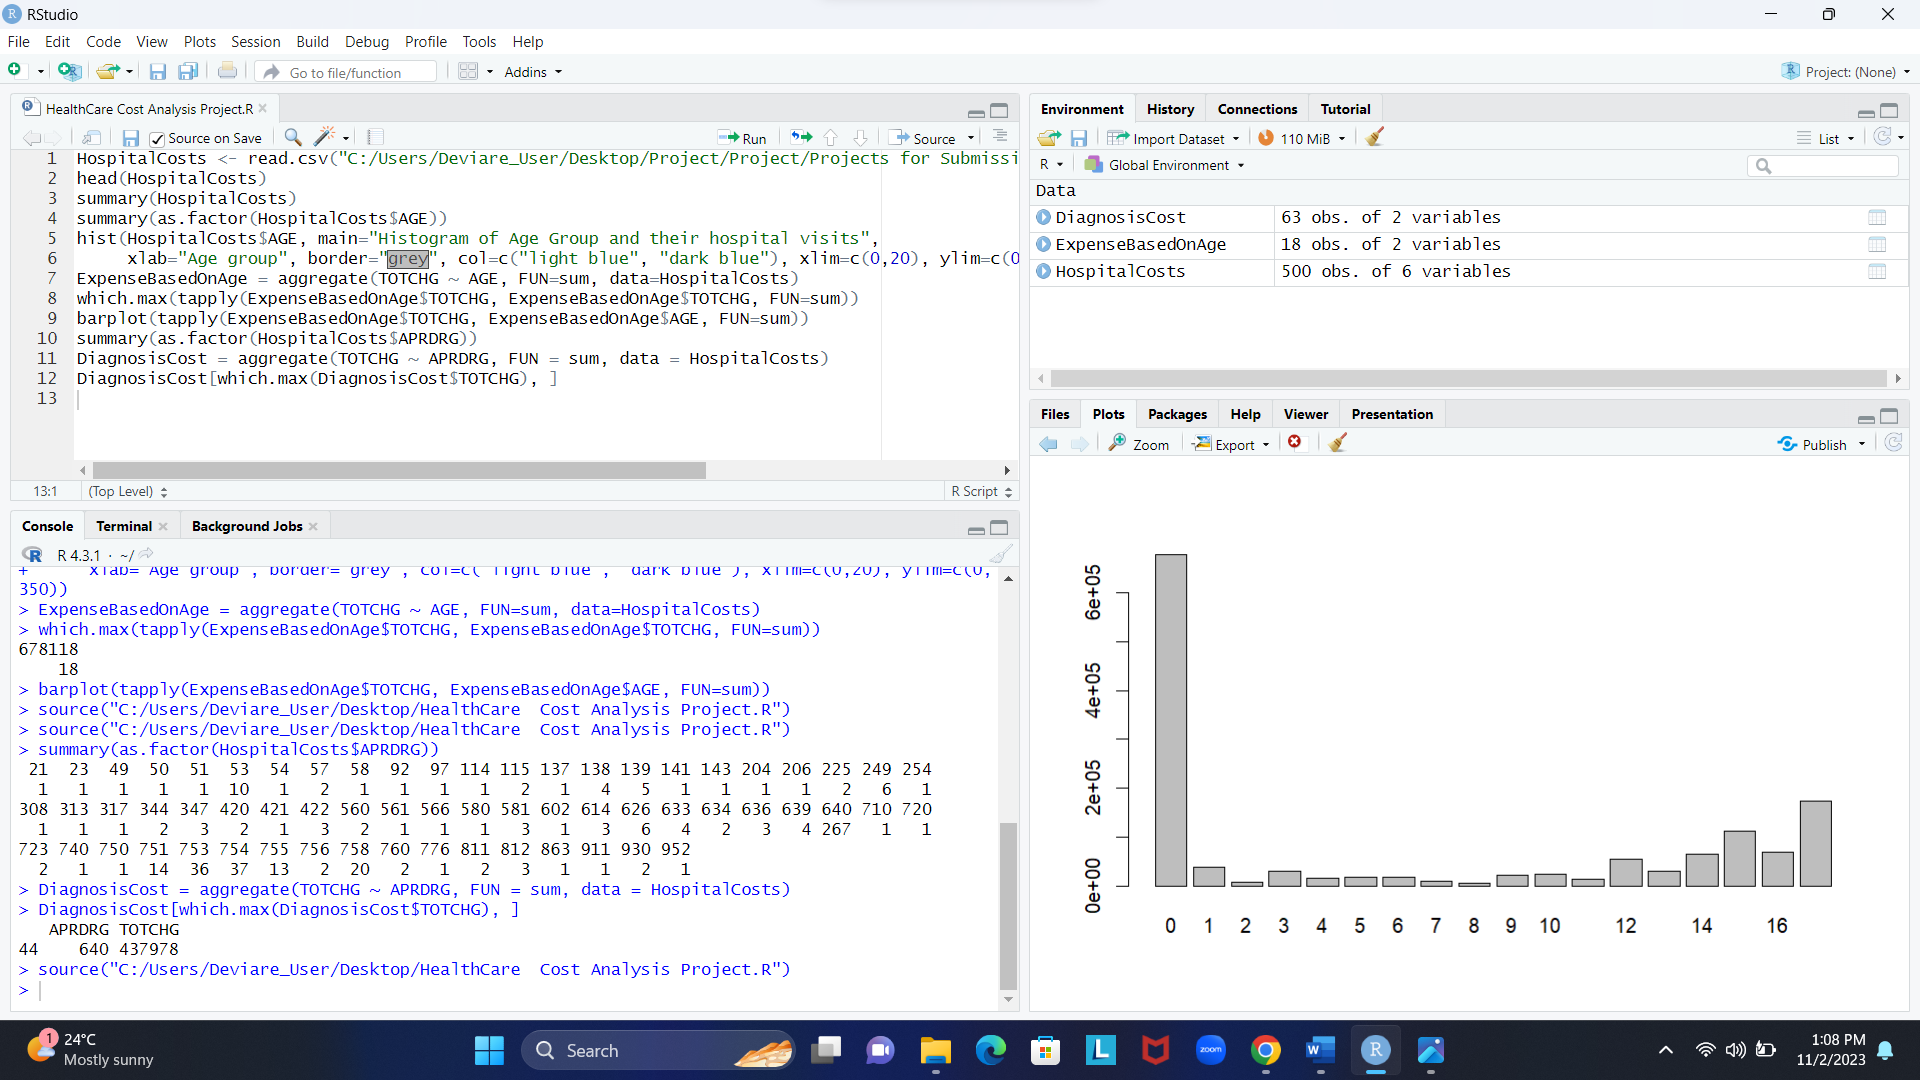 RStudio
File Edit Code View Plots Session Build Debug Profile Tools Help
Go to file/function Addins Project: (None)
HealthCare Cost Analysis Project.R
Source on Save Run Source
1 HospitalCosts <- read.csv("C:/Users/Deviare_User/Desktop/Project/Project/Projects for Submissi
2 head(HospitalCosts)
3 summary(HospitalCosts)
4 summary(as.factor(HospitalCosts$AGE))
5 hist(HospitalCosts$AGE, main="Histogram of Age Group and their hospital visits",
6 xlab="Age group", border="grey", col=c("light blue", "dark blue"), xlim=c(0,20), ylim=c(0
7 ExpenseBasedOnAge = aggregate(TOTCHG ~ AGE, FUN=sum, data=HospitalCosts)
8 which.max(tapply(ExpenseBasedOnAge$TOTCHG, ExpenseBasedOnAge$TOTCHG, FUN=sum))
9 barplot(tapply(ExpenseBasedOnAge$TOTCHG, ExpenseBasedOnAge$AGE, FUN=sum))
10 summary(as.factor(HospitalCosts$APRDRG))
11 DiagnosisCost = aggregate(TOTCHG ~ APRDRG, FUN = sum, data = HospitalCosts)
12 DiagnosisCost[which.max(DiagnosisCost$TOTCHG), ]
13
13:1 (Top Level) R Script
Console Terminal Background Jobs
R 4.3.1 · ~/
+ xlab="Age group", border="grey", col=c("light blue", "dark blue"), xlim=c(0,20), ylim=c(0,
350))
> ExpenseBasedOnAge = aggregate(TOTCHG ~ AGE, FUN=sum, data=HospitalCosts)
> which.max(tapply(ExpenseBasedOnAge$TOTCHG, ExpenseBasedOnAge$TOTCHG, FUN=sum))
678118
18
> barplot(tapply(ExpenseBasedOnAge$TOTCHG, ExpenseBasedOnAge$AGE, FUN=sum))
> source("C:/Users/Deviare_User/Desktop/HealthCare  Cost Analysis Project.R")
> source("C:/Users/Deviare_User/Desktop/HealthCare  Cost Analysis Project.R")
> summary(as.factor(HospitalCosts$APRDRG))
21 23 49 50 51 53 54 57 58 92 97 114 115 137 138 139 141 143 204 206 225 249 254
1 1 1 1 1 10 1 2 1 1 1 1 2 1 4 5 1 1 1 1 2 6 1
308 313 317 344 347 420 421 422 560 561 566 580 581 602 614 626 633 634 636 639 640 710 720
1 1 1 2 3 2 1 3 2 1 1 1 3 1 3 6 4 2 3 4 267 1 1
723 740 750 751 753 754 755 756 758 760 776 811 812 863 911 930 952
2 1 1 14 36 37 13 2 20 2 1 2 3 1 1 2 1
> DiagnosisCost = aggregate(TOTCHG ~ APRDRG, FUN = sum, data = HospitalCosts)
> DiagnosisCost[which.max(DiagnosisCost$TOTCHG), ]
APRDRG TOTCHG
44 640 437978
> source("C:/Users/Deviare_User/Desktop/HealthCare  Cost Analysis Project.R")
>
Environment History Connections Tutorial
Import Dataset 110 MiB List
R Global Environment
Data
DiagnosisCost 63 obs. of 2 variables
ExpenseBasedOnAge 18 obs. of 2 variables
HospitalCosts 500 obs. of 6 variables
Files Plots Packages Help Viewer Presentation
Zoom Export Publish
6e+05
4e+05
2e+05
0e+00
0 1 2 3 4 5 6 7 8 9 10 12 14 16
1 24°C
Mostly sunny
Search
zoom
1:08 PM
11/2/2023